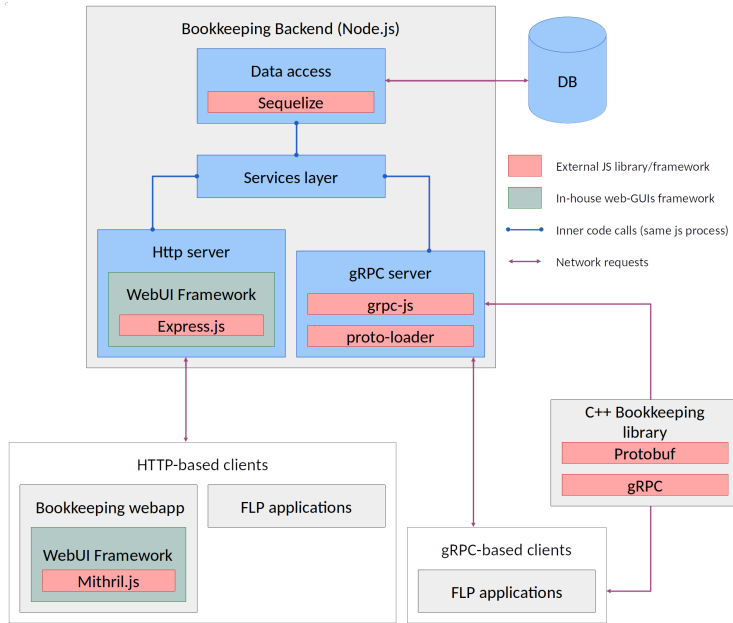 Bookkeeping Backend (Node.js)
Data access
Sequelize
DB
Services layer
External JS library/framework
In-house web-GUIs framework
Inner code calls (same js process)
Network requests
Http server
WebUI Framework
Express.js
gRPC server
grpc-js
proto-loader
C++ Bookkeeping
library
Protobuf
gRPC
HTTP-based clients
Bookkeeping webapp
WebUI Framework
Mithril.js
FLP applications
gRPC-based clients
FLP applications